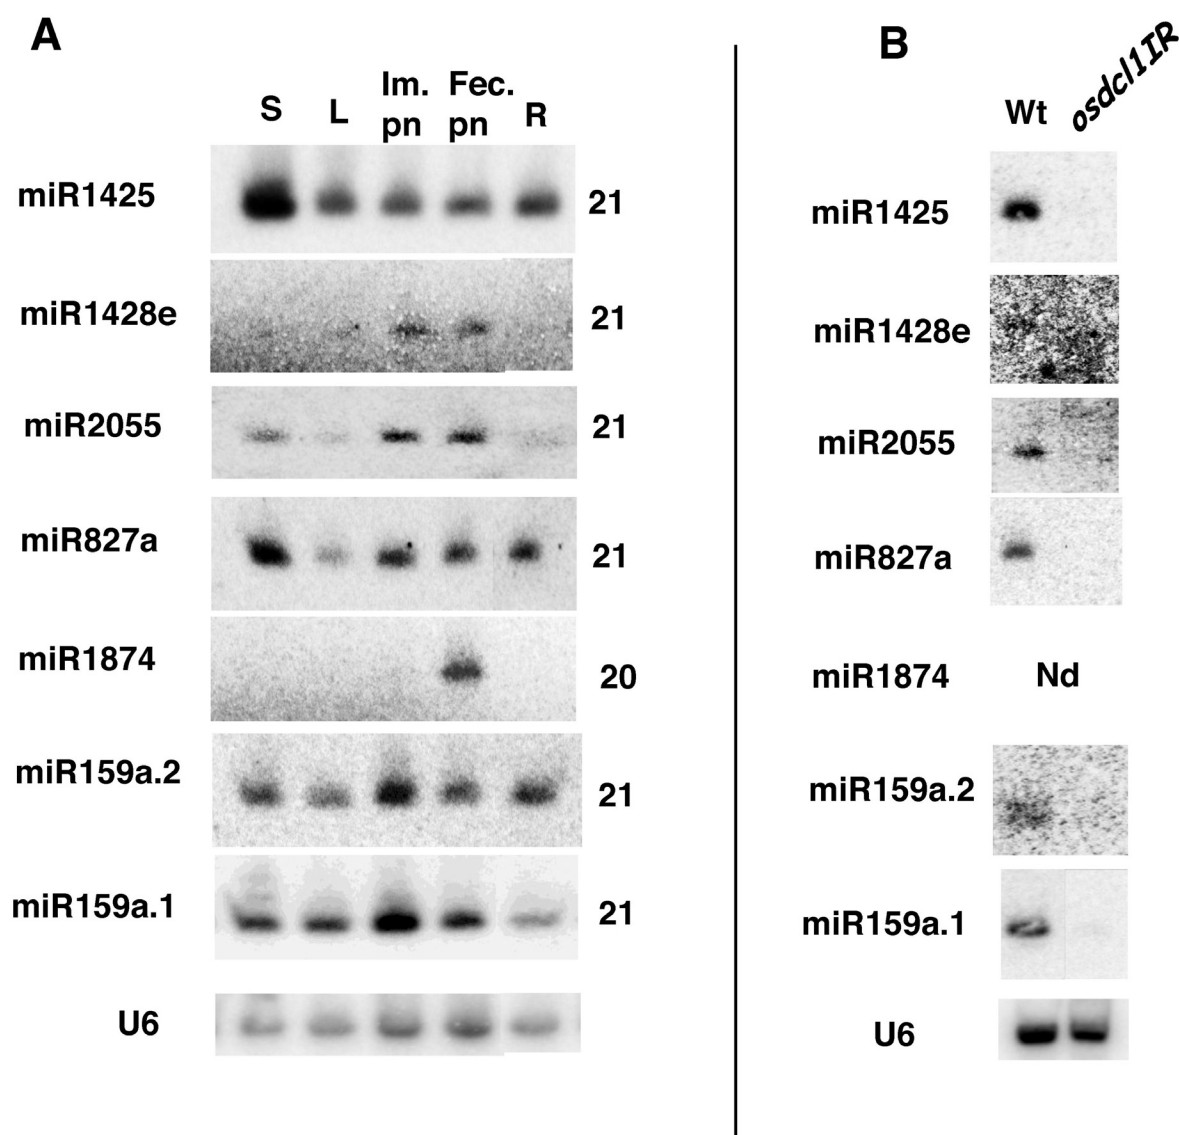 A
S L Im. pn Fec. pn R
miR1425 21
miR1428e 21
miR2055 21
miR827a 21
miR1874 20
miR159a.2 21
miR159a.1 21
U6
B
Wt osdcl1IR
miR1425
miR1428e
miR2055
miR827a
miR1874 Nd
miR159a.2
miR159a.1
U6